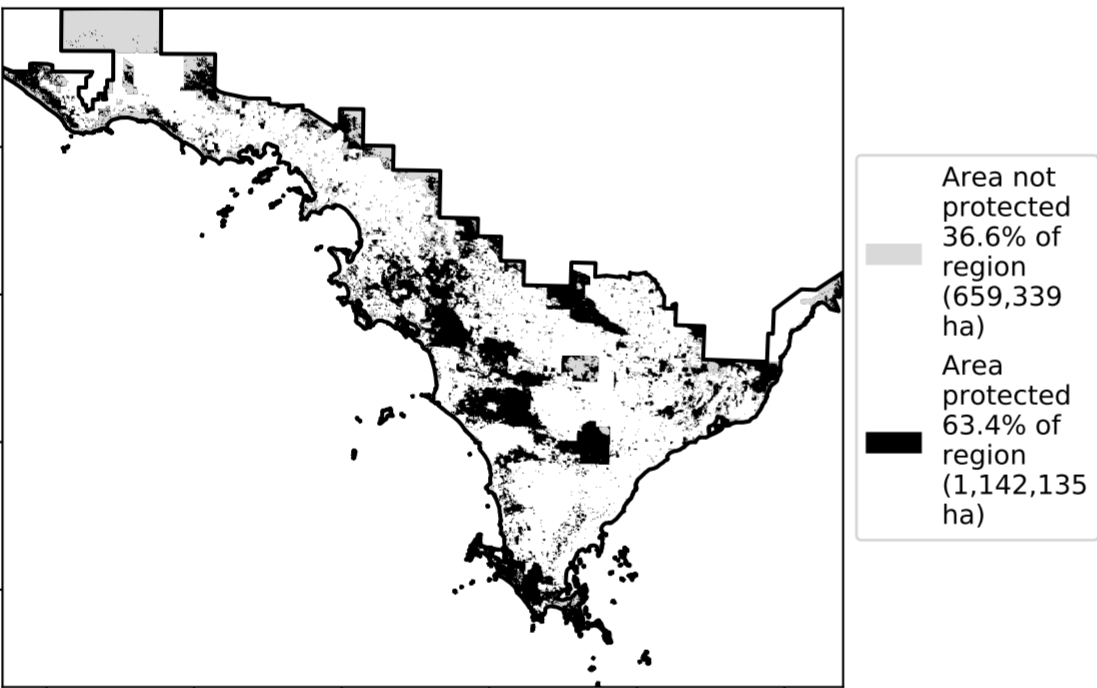 Area not
protected
36.6% of
region
(659,339
ha)
Area
protected
63.4% of
region
(1,142,135
ha)